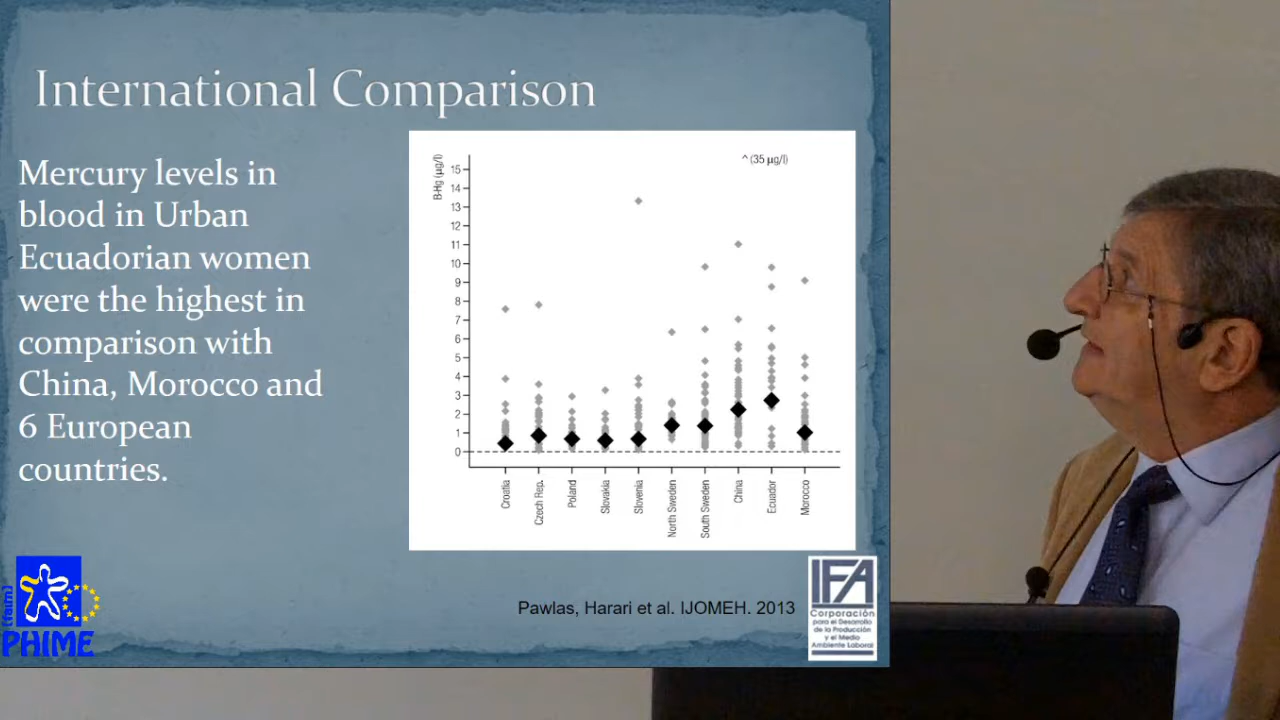 International Comparison
Mercury levels in
blood in Urban
Ecuadorian women
were the highest in
comparison with
China, Morocco and
6 European
countries.
^ (35 µg/l)
B-Hg (µg/l)
15
14
13
12
11
10
9
8
7
6
5
4
3
2
1
0
Croatia
Czech Rep.
Poland
Slovakia
Slovenia
North Sweden
South Sweden
China
Ecuador
Morocco
Pawlas, Harari et al. IJOMEH. 2013
[faim]
PHIME
IFA
Corporación
para el Desarrollo
de la Producción
y el Medio
Ambiente Laboral